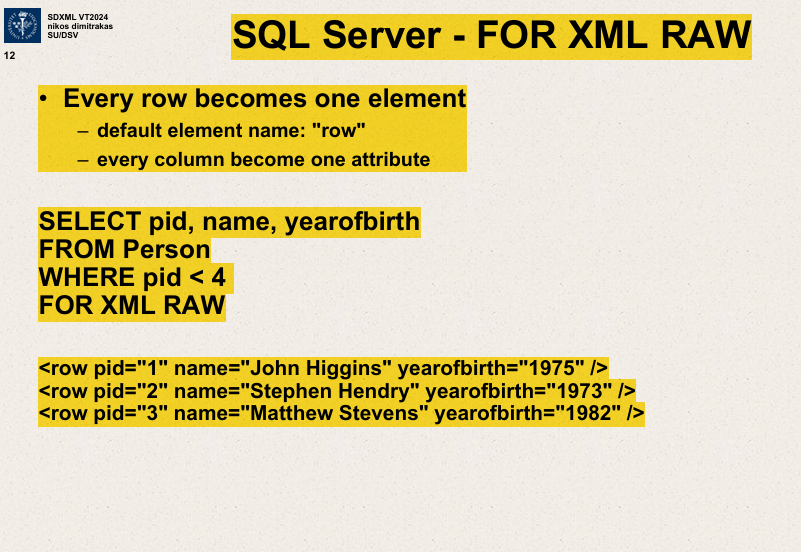 SDXML VT2024
nikos dimitrakas
SU/DSV
12
SQL Server - FOR XML RAW
• Every row becomes one element
– default element name: "row"
– every column become one attribute
SELECT pid, name, yearofbirth
FROM Person
WHERE pid < 4
FOR XML RAW
<row pid="1" name="John Higgins" yearofbirth="1975" />
<row pid="2" name="Stephen Hendry" yearofbirth="1973" />
<row pid="3" name="Matthew Stevens" yearofbirth="1982" />